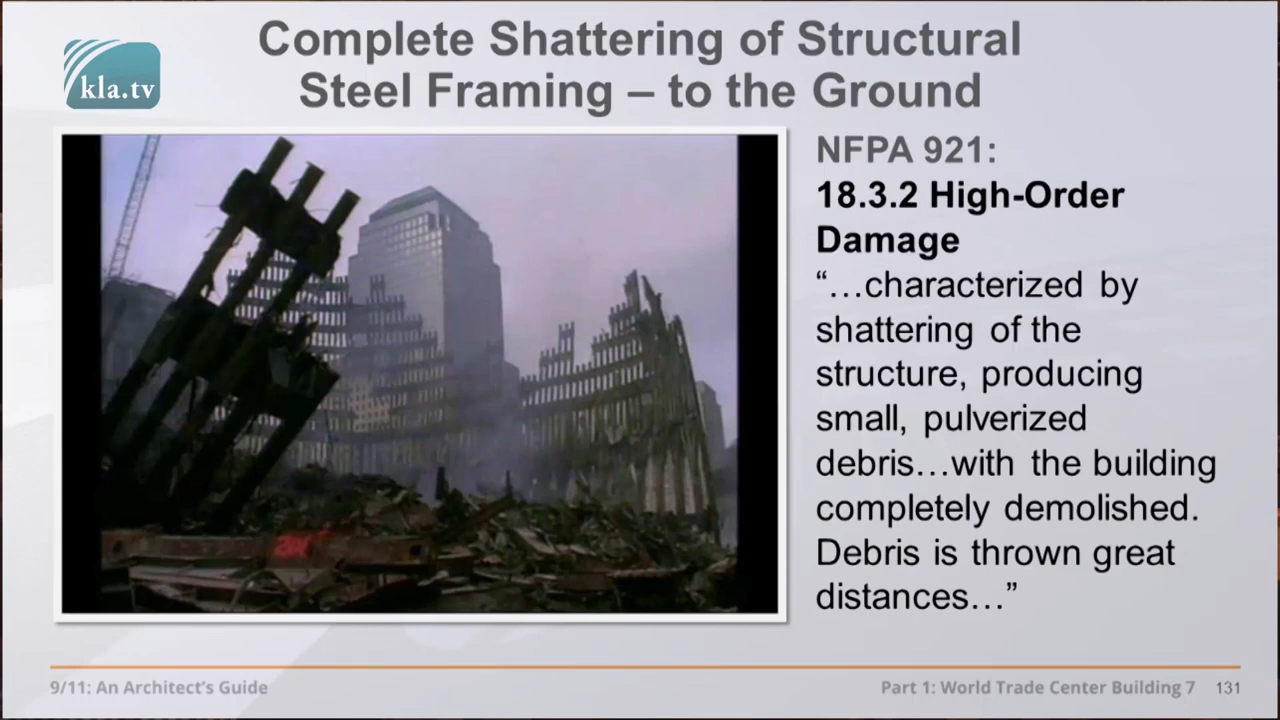 Complete Shattering of Structural
Steel Framing – to the Ground
kla.tv
NFPA 921:
18.3.2 High-Order
Damage
“…characterized by
shattering of the
structure, producing
small, pulverized
debris…with the building
completely demolished.
Debris is thrown great
distances…”
9/11: An Architect's Guide
Part 1: World Trade Center Building 7 131